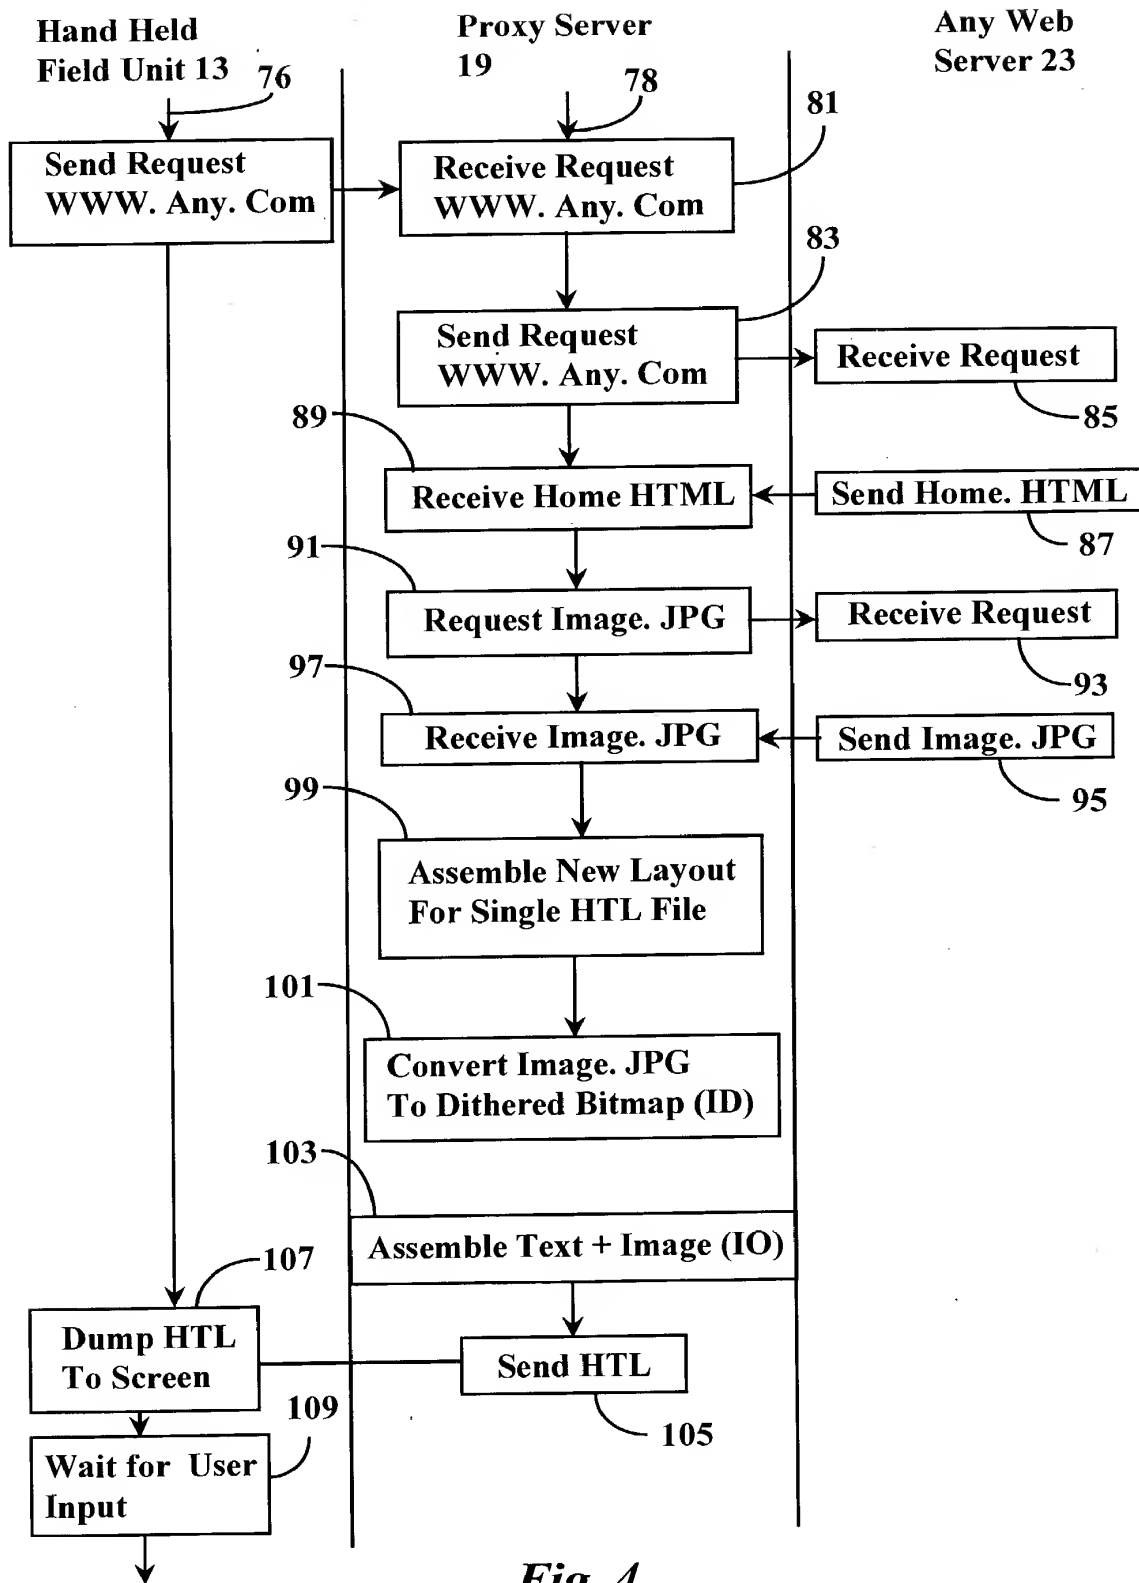 Hand Held
Field Unit 13
76
Proxy Server
19
78
Any Web
Server 23
81
Send Request
WWW. Any. Com
Receive Request
WWW. Any. Com
83
Send Request
WWW. Any. Com
Receive Request
85
89
Receive Home HTML
Send Home. HTML
87
91
Request Image. JPG
Receive Request
93
97
Receive Image. JPG
Send Image. JPG
95
99
Assemble New Layout
For Single HTL File
101
Convert Image. JPG
To Dithered Bitmap (ID)
103
Assemble Text + Image (IO)
107
Dump HTL
To Screen
Send HTL
105
109
Wait for User
Input
Fig. 4